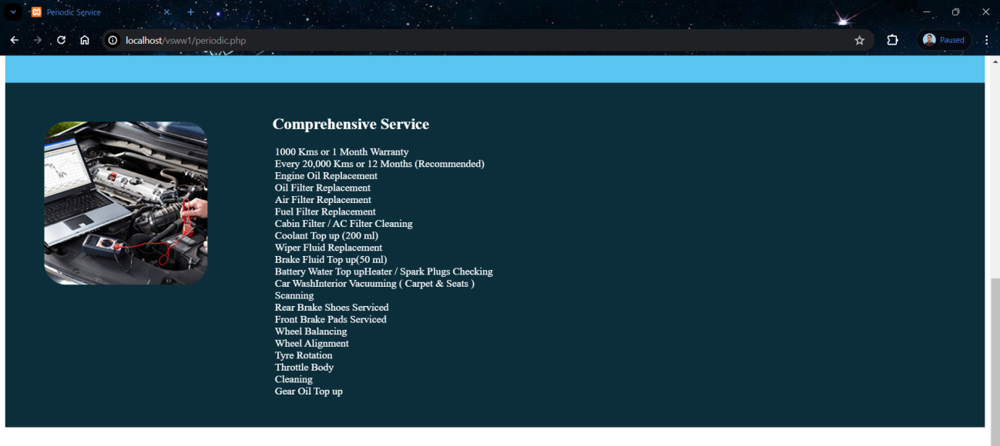 Periodic Service
localhost/vsww1/periodic.php
Paused
Comprehensive Service
1000 Kms or 1 Month Warranty
Every 20,000 Kms or 12 Months (Recommended)
Engine Oil Replacement
Oil Filter Replacement
Air Filter Replacement
Fuel Filter Replacement
Cabin Filter / AC Filter Cleaning
Coolant Top up (200 ml)
Wiper Fluid Replacement
Brake Fluid Top up(50 ml)
Battery Water Top upHeater / Spark Plugs Checking
Car WashInterior Vacuuming ( Carpet & Seats )
Scanning
Rear Brake Shoes Serviced
Front Brake Pads Serviced
Wheel Balancing
Wheel Alignment
Tyre Rotation
Throttle Body
Cleaning
Gear Oil Top up